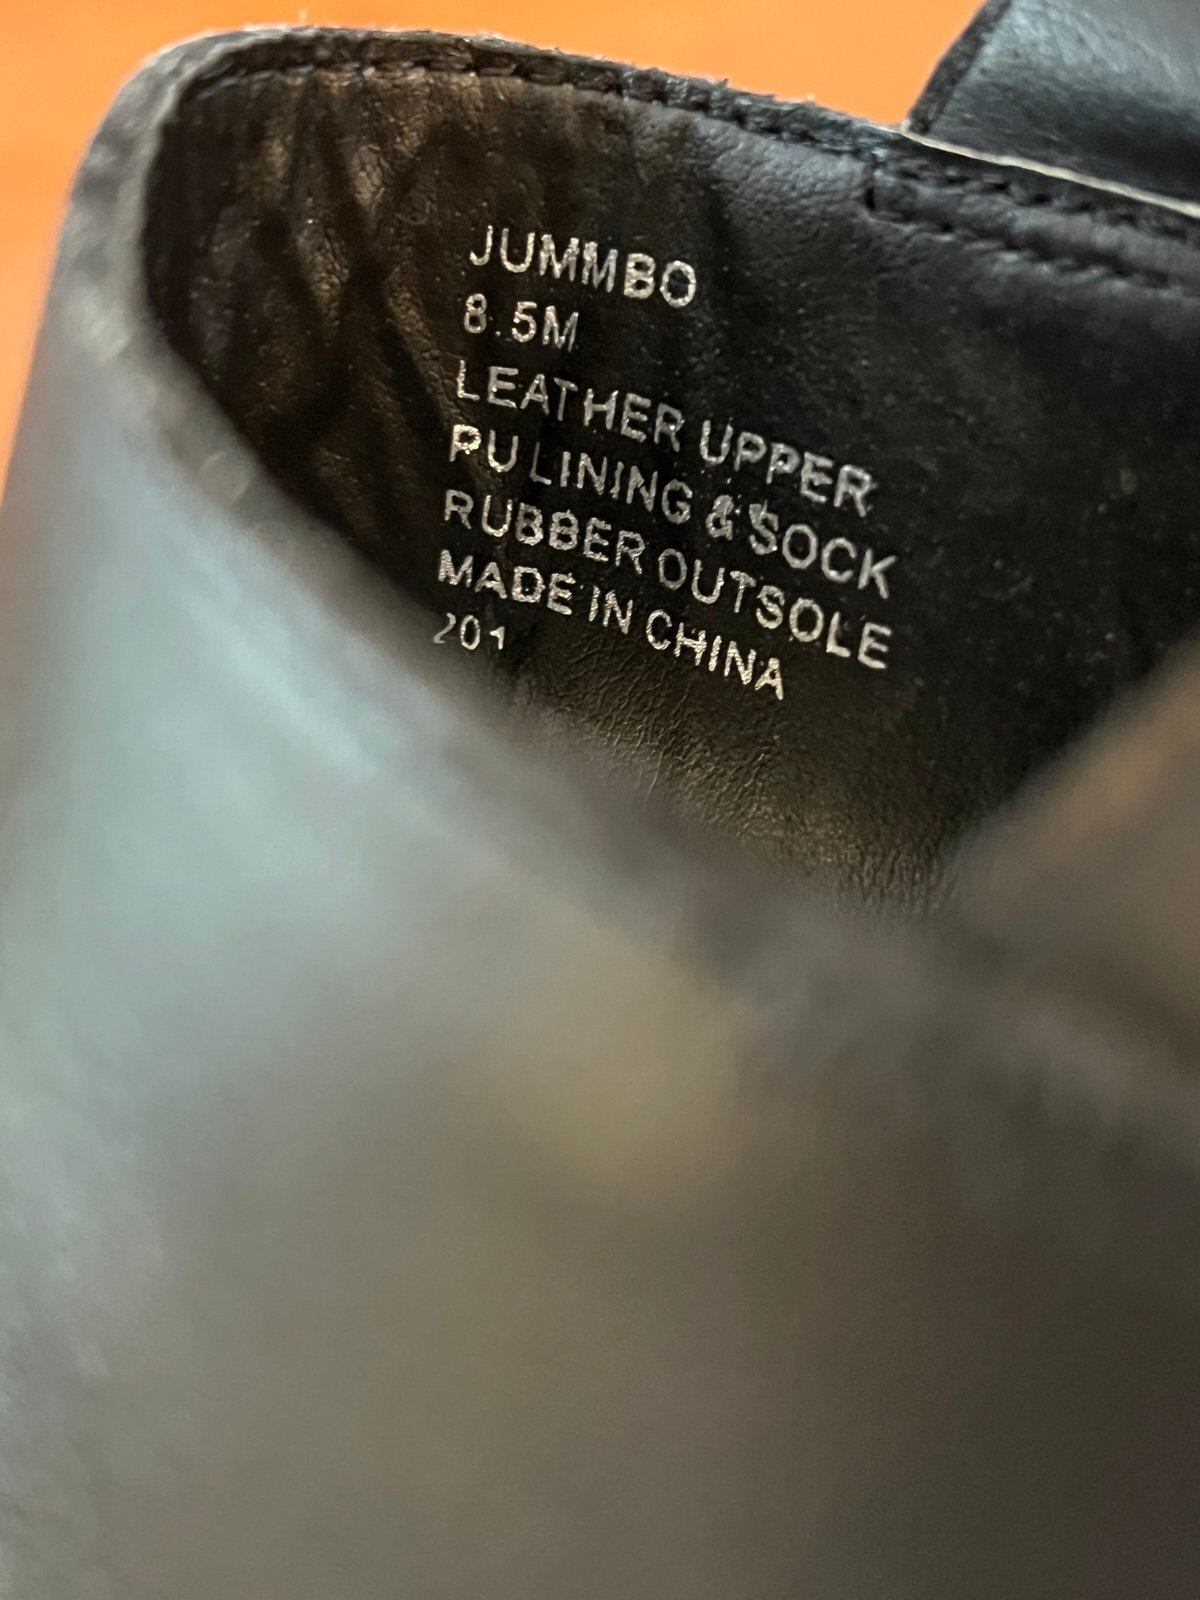 JUMMBO
8.5M
LEATHER UPPER
PU LINING & SOCK
RUBBER OUTSOLE
MADE IN CHINA
201